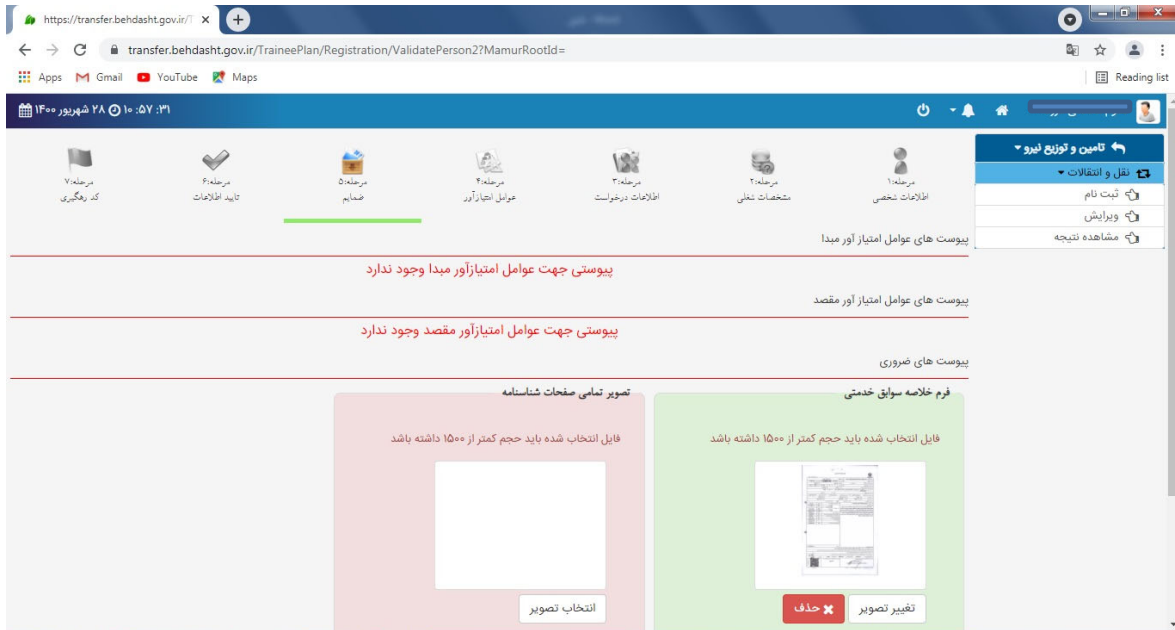 https://transfer.behdasht.gov.ir/T
transfer.behdasht.gov.ir/TraineePlan/Registration/ValidatePerson2?MamurRootId=
Apps Gmail YouTube Maps
Reading list
۳۱: ۵۷: ۱۰ ۲۸ شهریور ۱۴۰۰
تامین و توزیع نیرو
نقل و انتقالات
ثبت نام
ویرایش
مشاهده نتیجه
مرحله:۱
اطلاعات شخصی
مرحله:۲
مشخصات شغلی
مرحله:۳
اطلاعات درخواست
مرحله:۴
عوامل امتیازآور
مرحله:۵
ضمایم
مرحله:۶
تایید اطلاعات
مرحله:۷
کد رهگیری
پیوست های عوامل امتیاز آور مبدا
پیوستی جهت عوامل امتیازآور مبدا وجود ندارد
پیوست های عوامل امتیاز آور مقصد
پیوستی جهت عوامل امتیازآور مقصد وجود ندارد
پیوست های ضروری
فرم خلاصه سوابق خدمتی
فایل انتخاب شده باید حجم کمتر از ۱۵۰۰ داشته باشد
تغییر تصویر
حذف
تصویر تمامی صفحات شناسنامه
فایل انتخاب شده باید حجم کمتر از ۱۵۰۰ داشته باشد
انتخاب تصویر